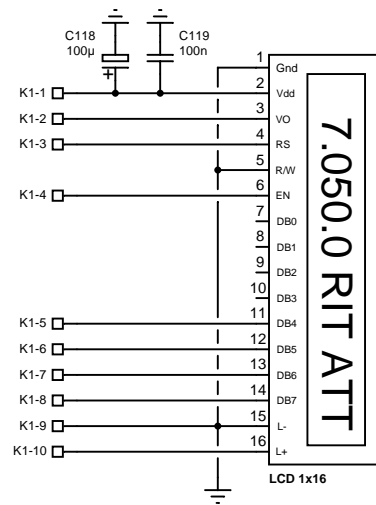 C118
100µ
+
C119
100n
K1-1
K1-2
K1-3
K1-4
K1-5
K1-6
K1-7
K1-8
K1-9
K1-10
1 Gnd
2 Vdd
3 VO
4 RS
5 R/W
6 EN
7 DB0
8 DB1
9 DB2
10 DB3
11 DB4
12 DB5
13 DB6
14 DB7
15 L-
16 L+
7.050.0 RIT ATT
LCD 1x16